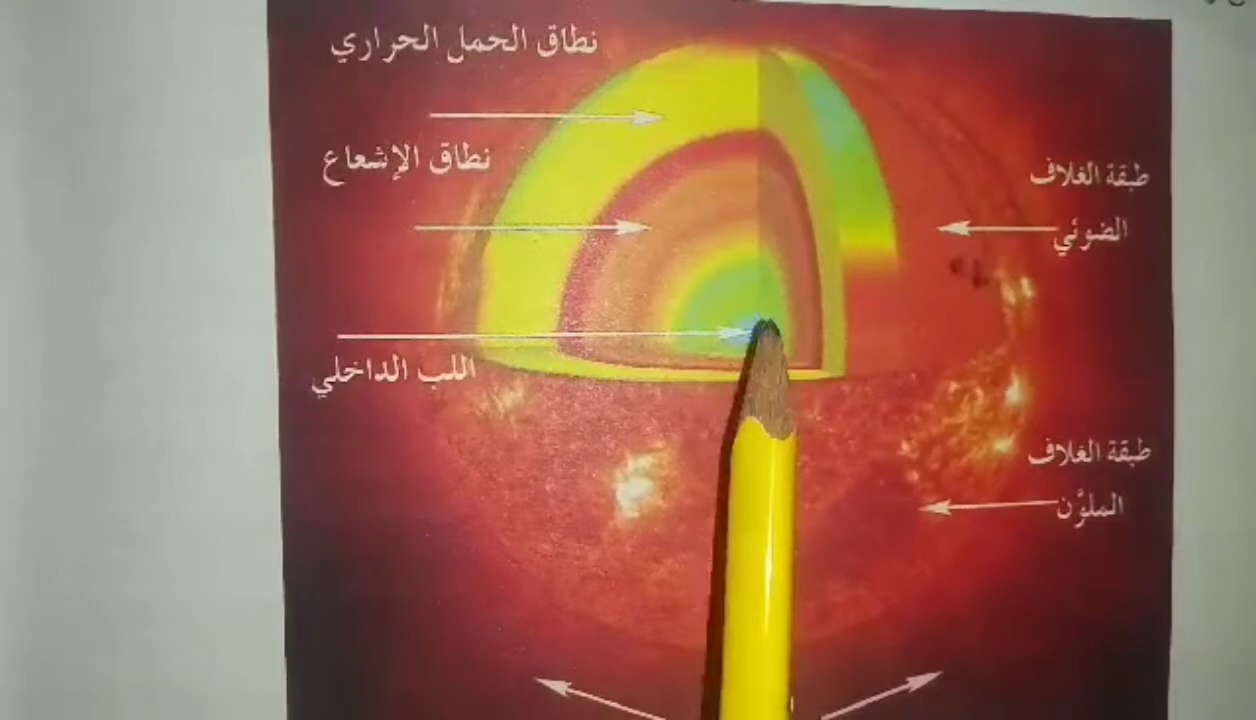 نطاق الحمل الحراري
نطاق الإشعاع
طبقة الغلاف
الضوئي
اللب الداخلي
طبقة الغلاف
الملوَّن